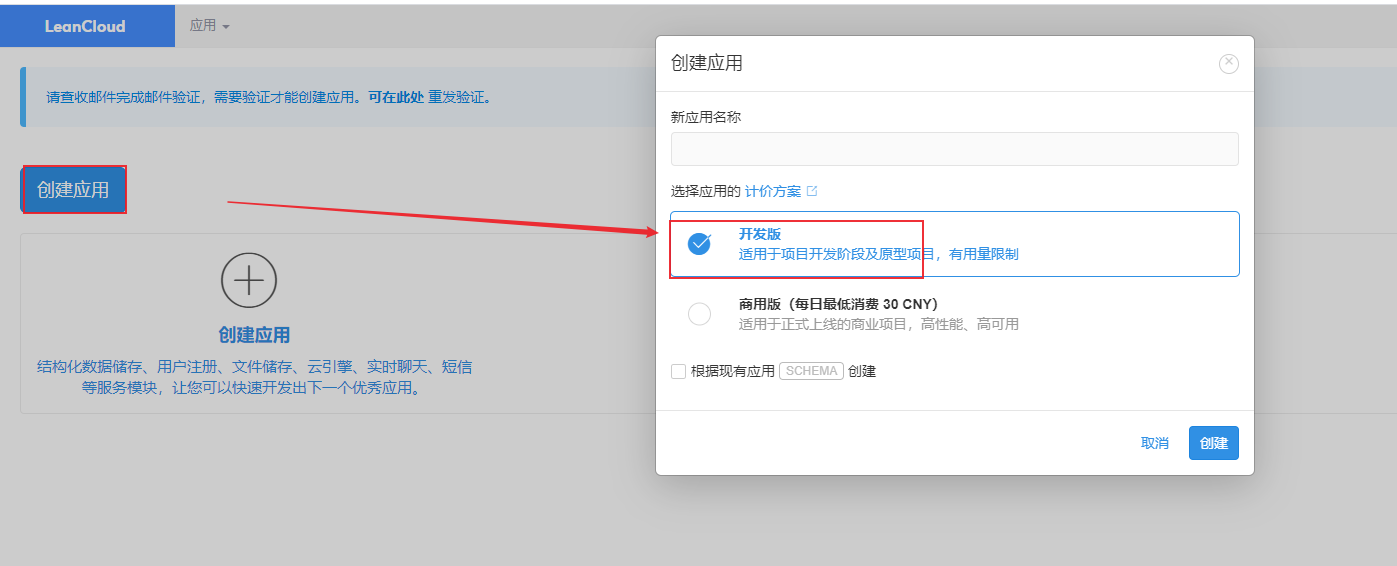 LeanCloud
应用
请查收邮件完成邮件验证，需要验证才能创建应用。可在此处 重发验证。
创建应用
创建应用
结构化数据储存、用户注册、文件储存、云引擎、实时聊天、短信
等服务模块，让您可以快速开发出下一个优秀应用。
创建应用
新应用名称
选择应用的 计价方案
开发版
适用于项目开发阶段及原型项目，有用量限制
商用版（每日最低消费 30 CNY）
适用于正式上线的商业项目，高性能、高可用
根据现有应用 SCHEMA 创建
取消
创建